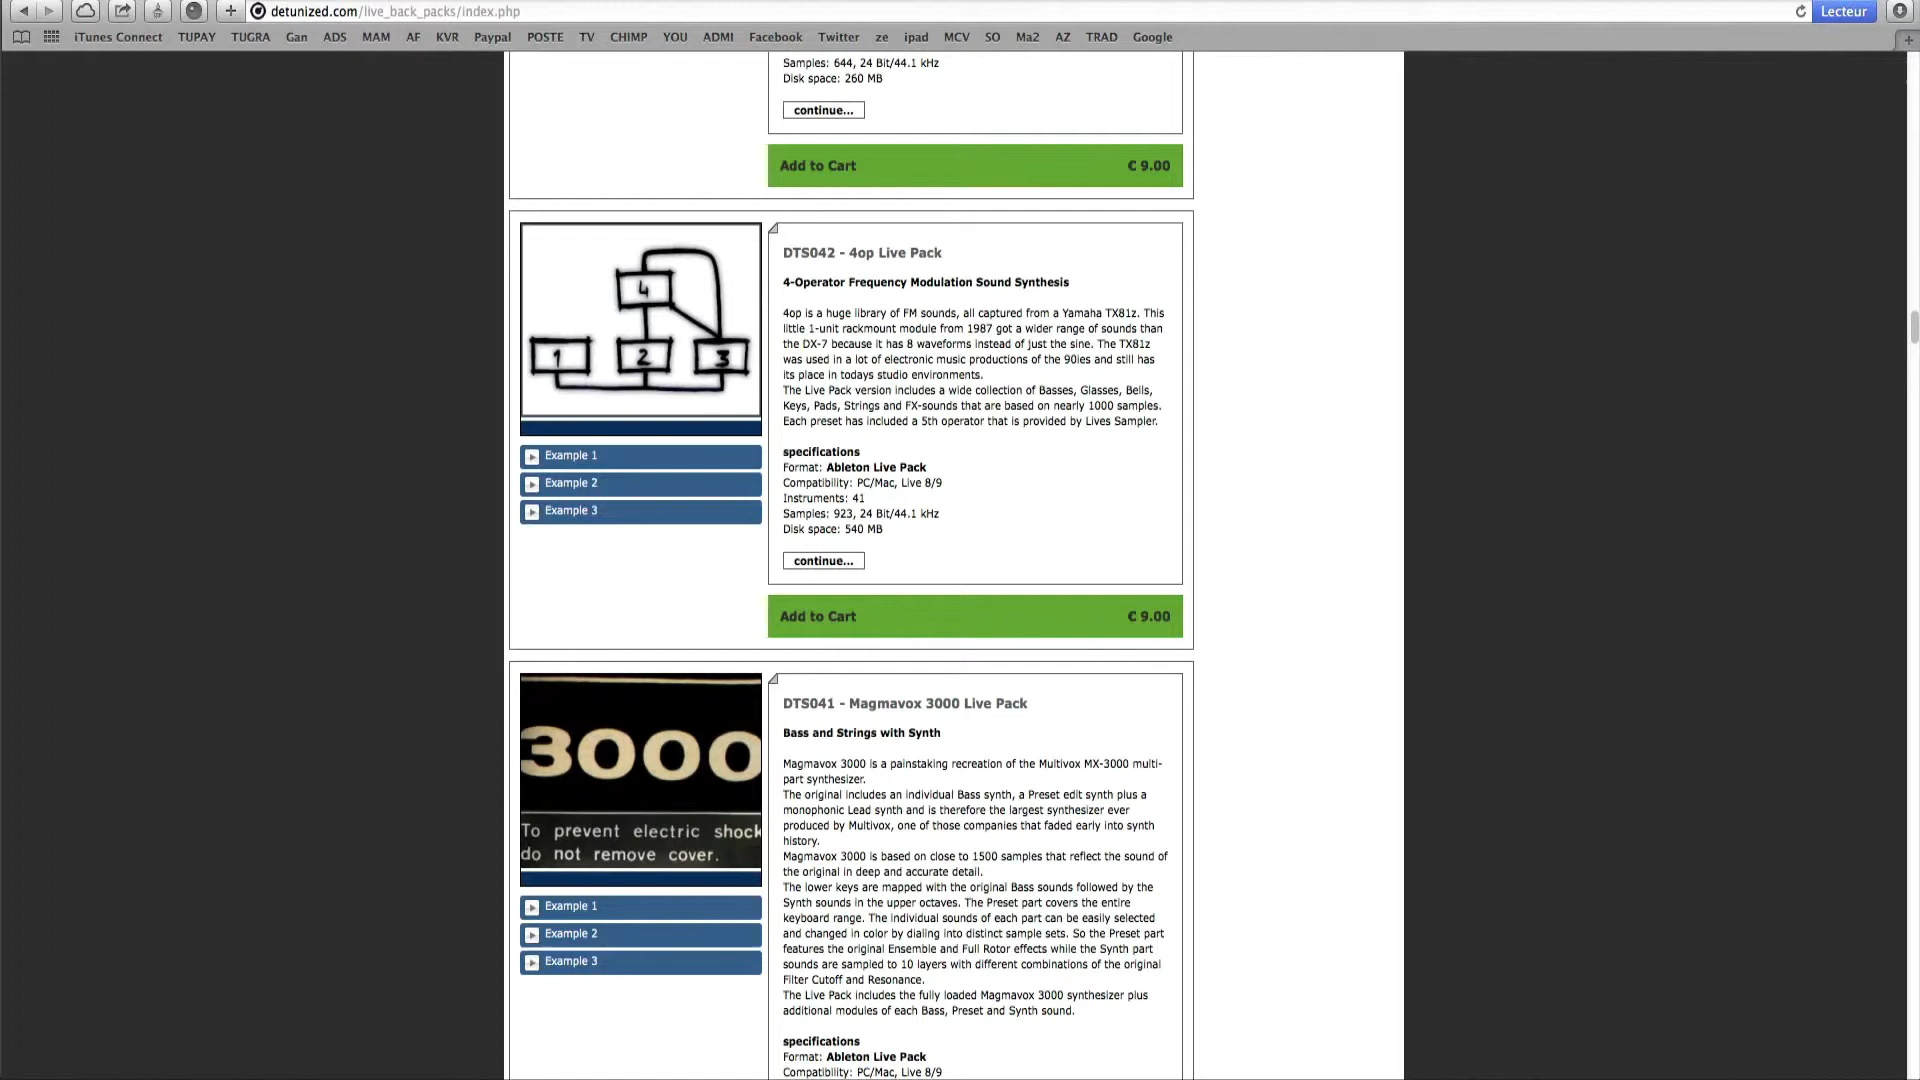 detunized.com/live_back_packs/index.php
Lecteur
iTunes Connect TUPAY TUGRA Gan ADS MAM AF KVR Paypal POSTE TV CHIMP YOU ADMI Facebook Twitter ze ipad MCV SO Ma2 AZ TRAD Google
Samples: 644, 24 Bit/44.1 kHz
Disk space: 260 MB
continue...
Add to Cart € 9.00
4
1 2 3
Example 1
Example 2
Example 3
DTS042 - 4op Live Pack
4-Operator Frequency Modulation Sound Synthesis
4op is a huge library of FM sounds, all captured from a Yamaha TX81z. This
little 1-unit rackmount module from 1987 got a wider range of sounds than
the DX-7 because it has 8 waveforms instead of just the sine. The TX81z
was used in a lot of electronic music productions of the 90ies and still has
its place in todays studio environments.
The Live Pack version includes a wide collection of Basses, Glasses, Bells,
Keys, Pads, Strings and FX-sounds that are based on nearly 1000 samples.
Each preset has included a 5th operator that is provided by Lives Sampler.
specifications
Format: Ableton Live Pack
Compatibility: PC/Mac, Live 8/9
Instruments: 41
Samples: 923, 24 Bit/44.1 kHz
Disk space: 540 MB
continue...
Add to Cart € 9.00
3000
To prevent electric shock
do not remove cover.
Example 1
Example 2
Example 3
DTS041 - Magmavox 3000 Live Pack
Bass and Strings with Synth
Magmavox 3000 is a painstaking recreation of the Multivox MX-3000 multi-
part synthesizer.
The original includes an individual Bass synth, a Preset edit synth plus a
monophonic Lead synth and is therefore the largest synthesizer ever
produced by Multivox, one of those companies that faded early into synth
history.
Magmavox 3000 is based on close to 1500 samples that reflect the sound of
the original in deep and accurate detail.
The lower keys are mapped with the original Bass sounds followed by the
Synth sounds in the upper octaves. The Preset part covers the entire
keyboard range. The individual sounds of each part can be easily selected
and changed in color by dialing into distinct sample sets. So the Preset part
features the original Ensemble and Full Rotor effects while the Synth part
sounds are sampled to 10 layers with different combinations of the original
Filter Cutoff and Resonance.
The Live Pack includes the fully loaded Magmavox 3000 synthesizer plus
additional modules of each Bass, Preset and Synth sound.
specifications
Format: Ableton Live Pack
Compatibility: PC/Mac, Live 8/9